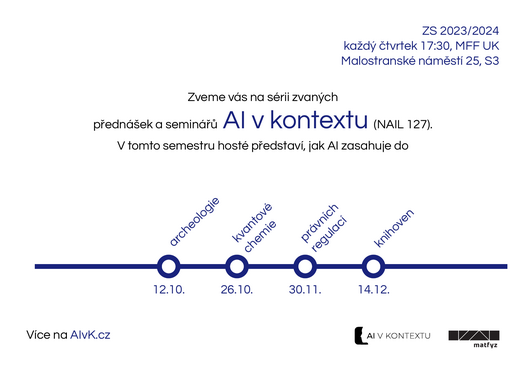 ZS 2023/2024
každý čtvrtek 17:30, MFF UK
Malostranské náměstí 25, S3
Zveme vás na sérii zvaných
přednášek a seminářů AI v kontextu (NAIL 127).
V tomto semestru hosté představí, jak AI zasahuje do
archeologie
kvantové
chemie
právních
regulací
knihoven
12.10.
26.10.
30.11.
14.12.
Více na AIvK.cz
AI V KONTEXTU
matfyz